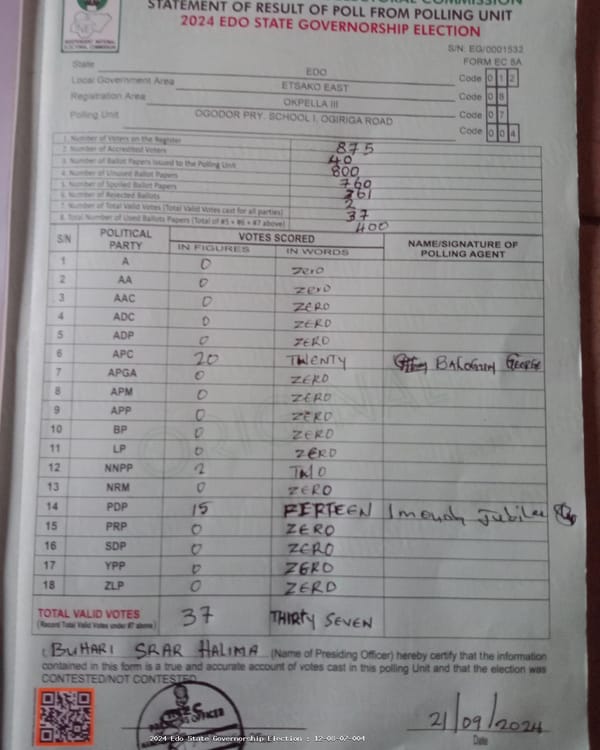 STATEMENT OF RESULT OF POLL FROM POLLING UNIT
2024 EDO STATE GOVERNORSHIP ELECTION
S/N: EG/0001532
FORM EC 8A
State EDO Code 0 1 2
Local Government Area ETSAKO EAST Code 0 8
Registration Area OKPELLA III Code 0 7
Polling Unit OGODOR PRY. SCHOOL I, OGIRIGA ROAD Code 0 0 4
1. Number of Voters on the Register 875
2. Number of Accredited Voters 40
3. Number of Ballot Papers Issued to the Polling Unit 800
4. Number of Unused Ballot Papers 760
5. Number of Spoiled Ballot Papers 361
6. Number of Rejected Ballots 2
7. Number of Total Valid Votes (Total Valid Votes cast for all parties) 37
8. Total Number of Used Ballots Papers (Total of #5 + #6 + #7 above) 400
S/N POLITICAL PARTY VOTES SCORED NAME/SIGNATURE OF POLLING AGENT
IN FIGURES IN WORDS
1 A 0 zero
2 AA 0 zero
3 AAC 0 ZERO
4 ADC 0 ZERO
5 ADP 0 ZERO
6 APC 20 TWENTY BALOGUN GEORGE
7 APGA 0 ZERO
8 APM 0 ZERO
9 APP 0 ZERO
10 BP 0 ZERO
11 LP 0 ZERO
12 NNPP 2 TWO
13 NRM 0 ZERO
14 PDP 15 FIFTEEN Jubilee
15 PRP 0 ZERO
16 SDP 0 ZERO
17 YPP 0 ZERO
18 ZLP 0 ZERO
TOTAL VALID VOTES 37 THIRTY SEVEN
(Record Total Valid Votes under #7 above)
I BUHARI SRAR HALIMA (Name of Presiding Officer) hereby certify that the information
contained in this form is a true and accurate account of votes cast in this polling Unit and that the election was
CONTESTED/NOT CONTESTED
21/09/2024
Date
2024 Edo State Governorship Election : 12-08-07-004